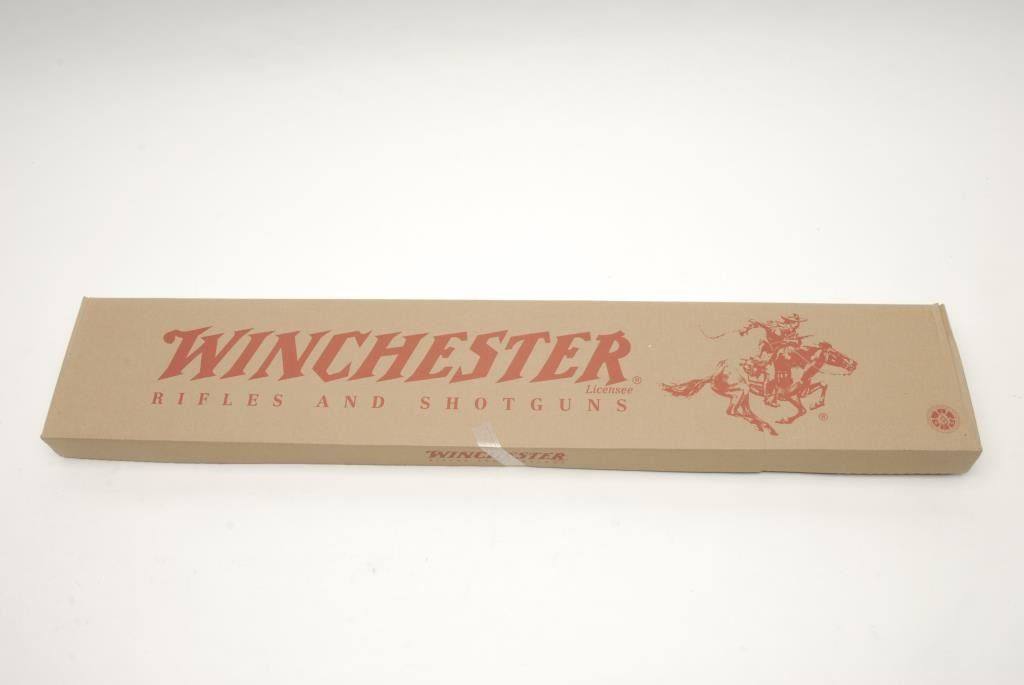 WINCHESTER®
Licensee
RIFLES AND SHOTGUNS
®
WINCHESTER